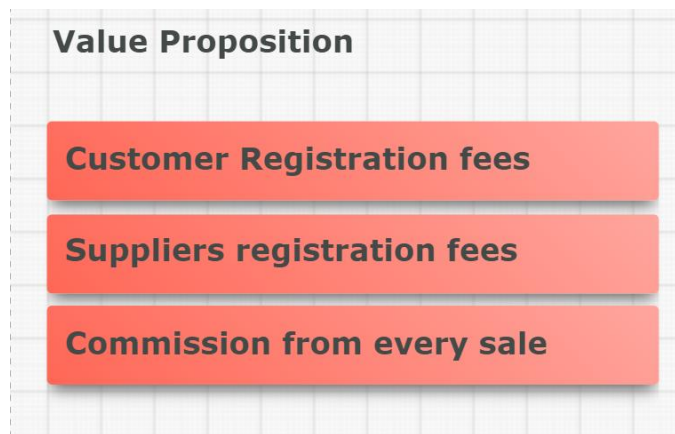 Value Proposition
Customer Registration fees
Suppliers registration fees
Commission from every sale